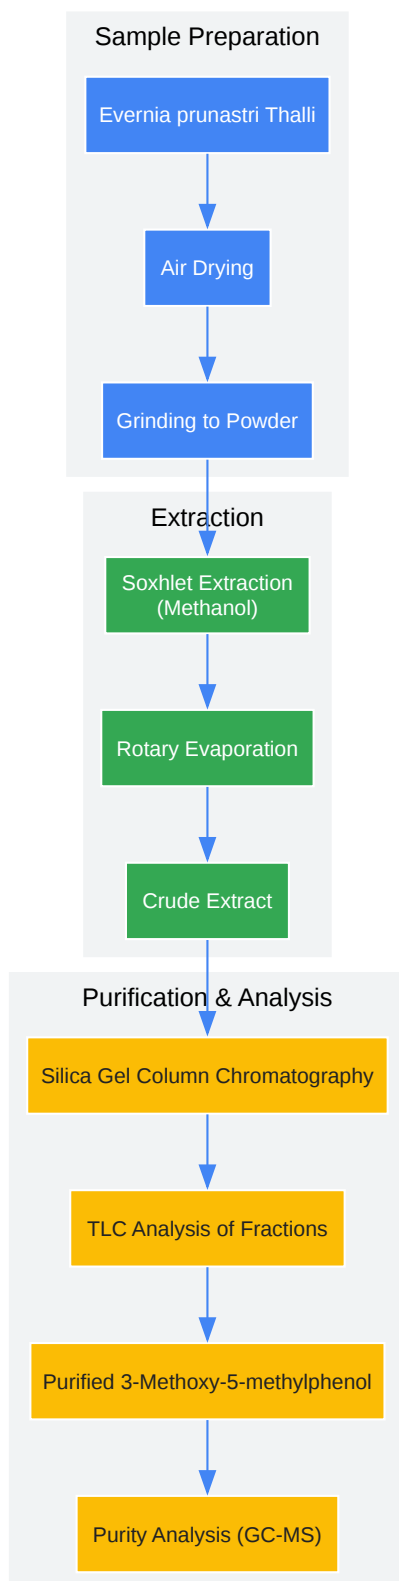 Sample Preparation
Evernia prunastri Thalli
Air Drying
Grinding to Powder
Extraction
Soxhlet Extraction
(Methanol)
Rotary Evaporation
Crude Extract
Purification & Analysis
Silica Gel Column Chromatography
TLC Analysis of Fractions
Purified 3-Methoxy-5-methylphenol
Purity Analysis (GC-MS)